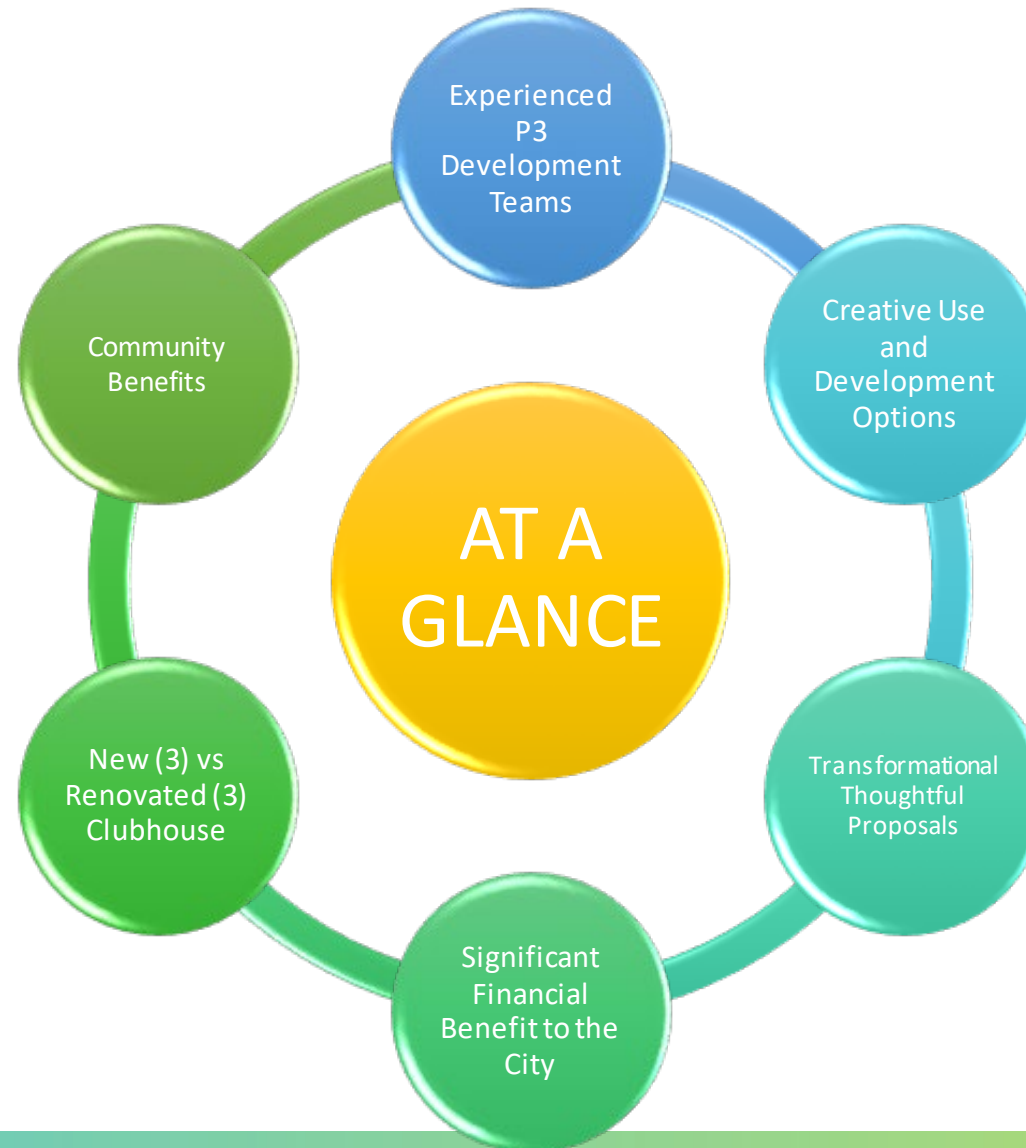 Experienced
P3
Development
Teams
Creative Use
and
Development
Options
Transformational
Thoughtful
Proposals
Significant
Financial
Benefit to the
City
New (3) vs
Renovated (3)
Clubhouse
Community
Benefits
AT A
GLANCE